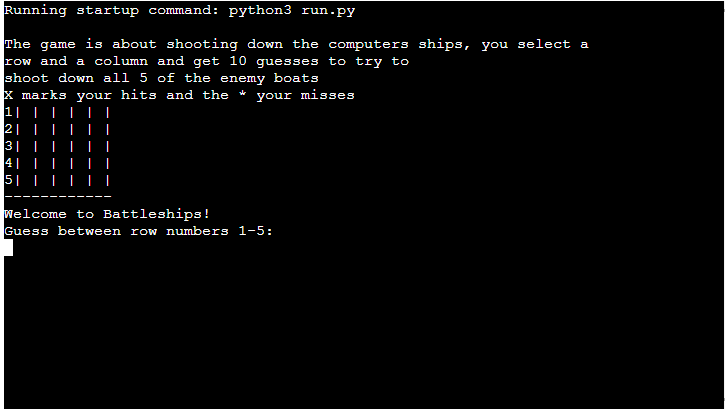 Running startup command: python3 run.py
The game is about shooting down the computers ships, you select a
row and a column and get 10 guesses to try to
shoot down all 5 of the enemy boats
X marks your hits and the * your misses
1| | | | | |
2| | | | | |
3| | | | | |
4| | | | | |
5| | | | | |
------------
Welcome to Battleships!
Guess between row numbers 1-5: